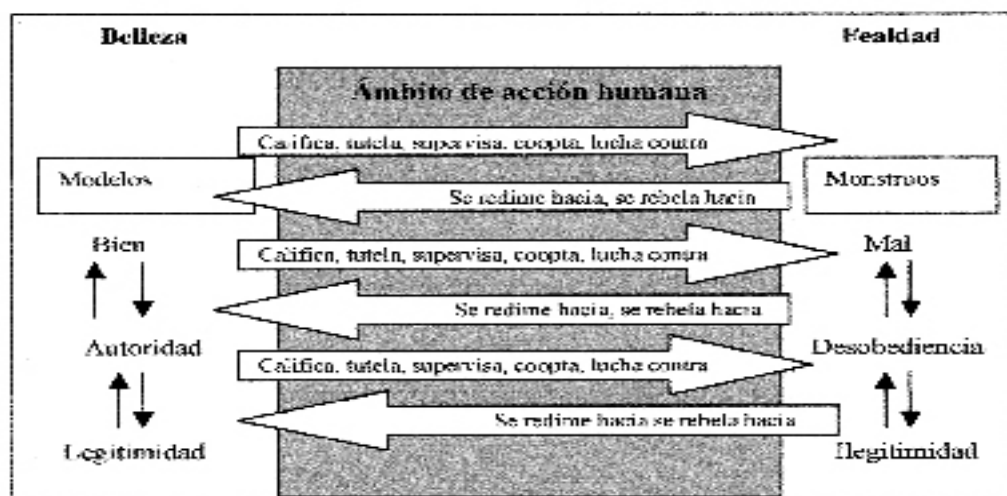 Belleza Fealdad
Ámbito de acción humana
Califica, tutela, supervisa, coopta, lucha contra
Modelos Monstruos
Se redime hacia, se rebela hacia
Bien Mal
Califica, tutela, supervisa, coopta, lucha contra
Se redime hacia, se rebela hacia
Autoridad Desobediencia
Califica, tutela, supervisa, coopta, lucha contra
Se redime hacia se rebela hacia
Legitimidad Ilegitimidad